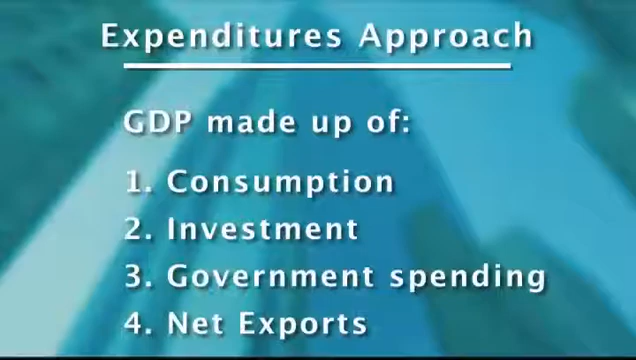 Expenditures Approach
GDP made up of:
1. Consumption
2. Investment
3. Government spending
4. Net Exports